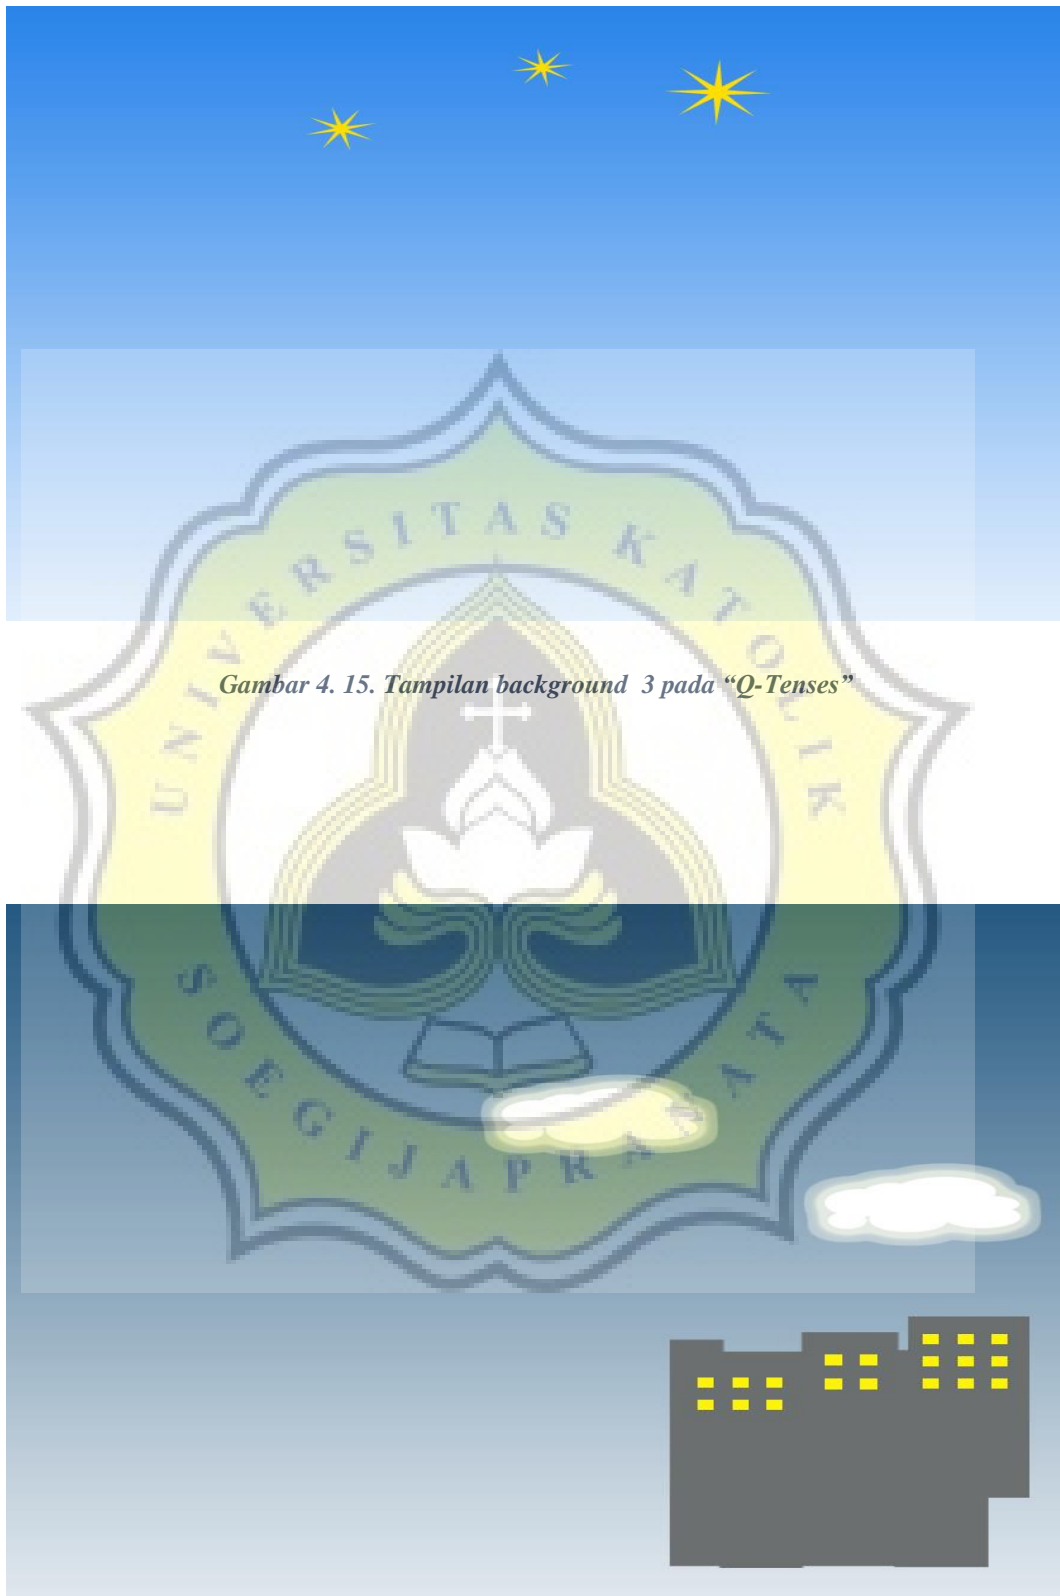 UNIVERSITAS KATOLIK
Gambar 4. 15. Tampilan background 3 pada “Q-Tenses”
SOEGIJAPRANATA